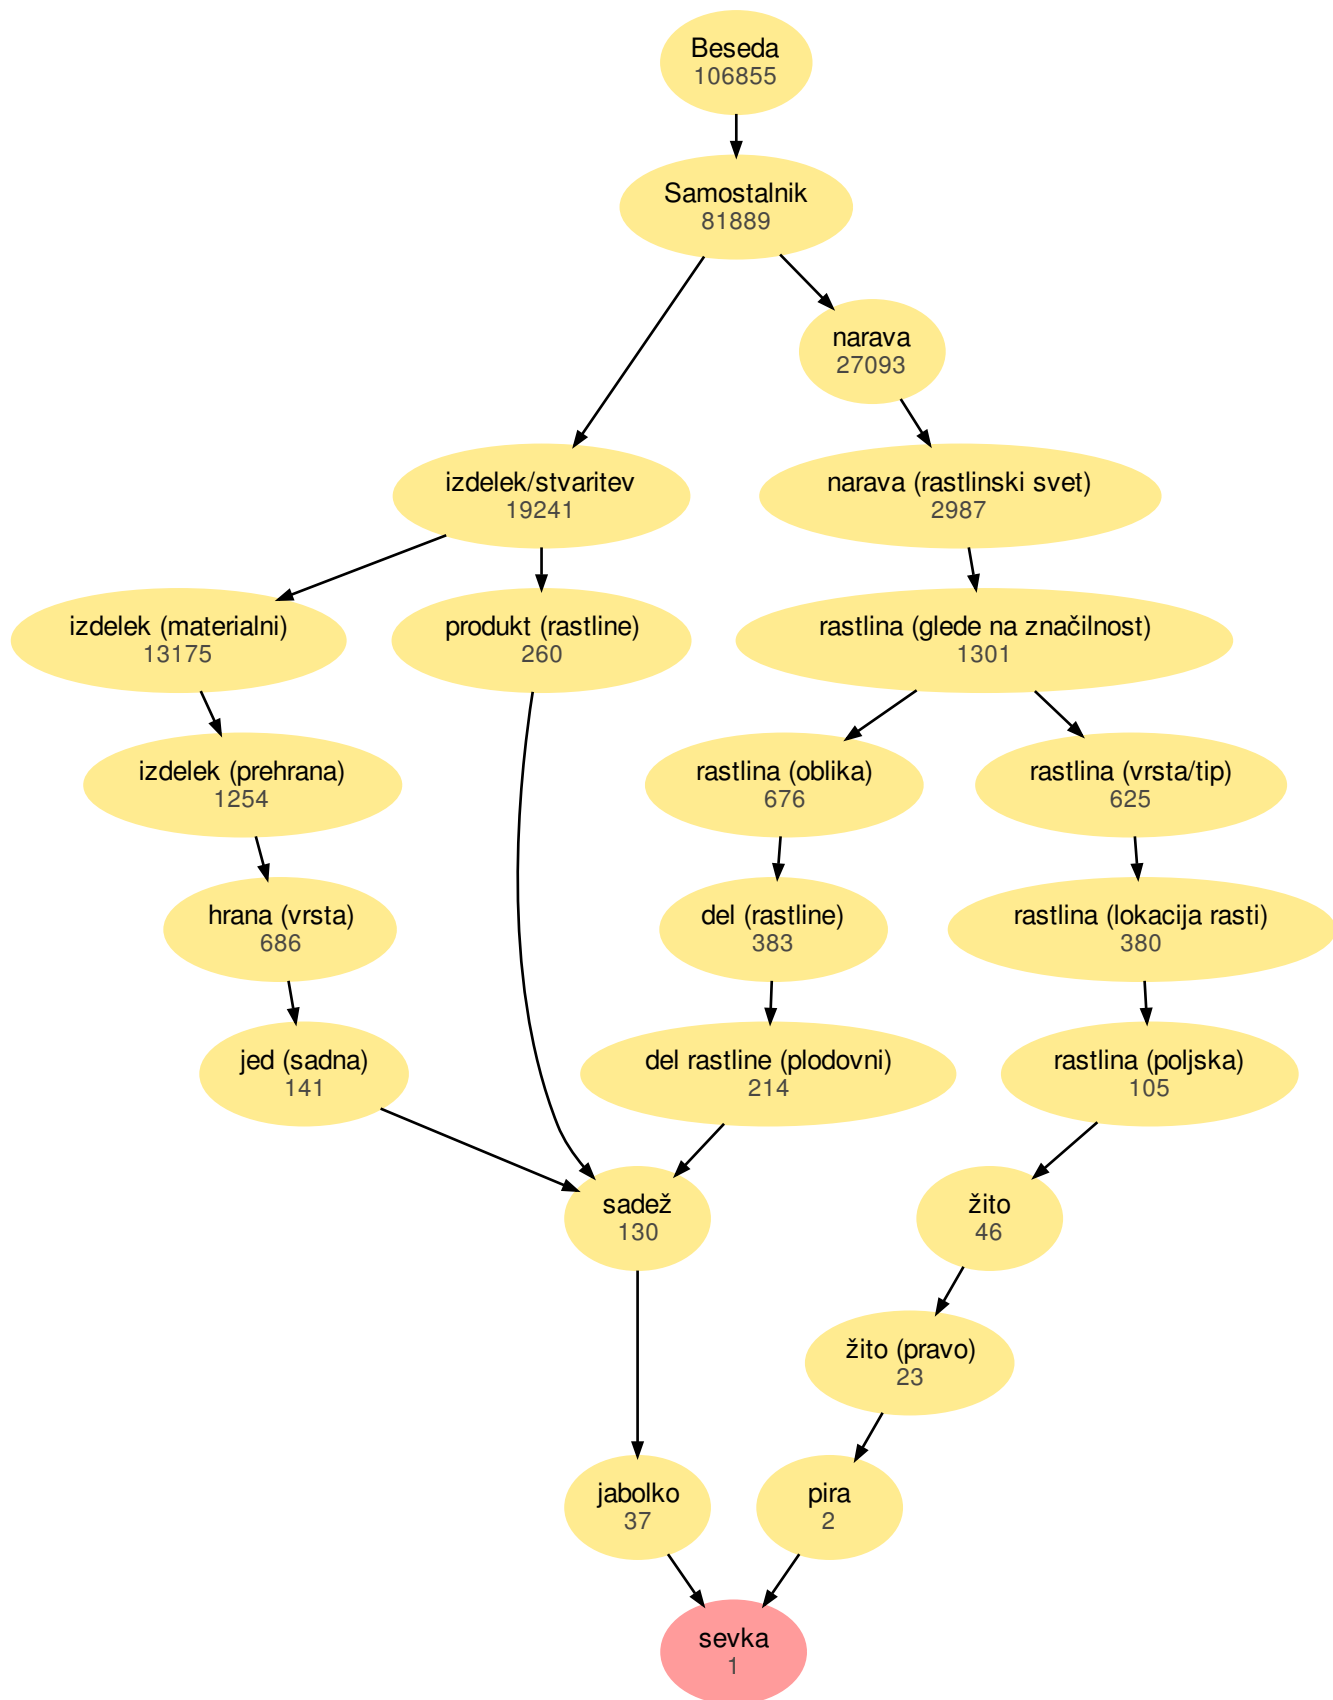 Beseda
106855
Samostalnik
81889
narava
27093
izdelek/stvaritev
19241
narava (rastlinski svet)
2987
izdelek (materialni)
13175
produkt (rastline)
260
rastlina (glede na značilnost)
1301
izdelek (prehrana)
1254
rastlina (oblika)
676
rastlina (vrsta/tip)
625
hrana (vrsta)
686
del (rastline)
383
rastlina (lokacija rasti)
380
jed (sadna)
141
del rastline (plodovni)
214
rastlina (poljska)
105
sadež
130
žito
46
žito (pravo)
23
jabolko
37
pira
2
sevka
1